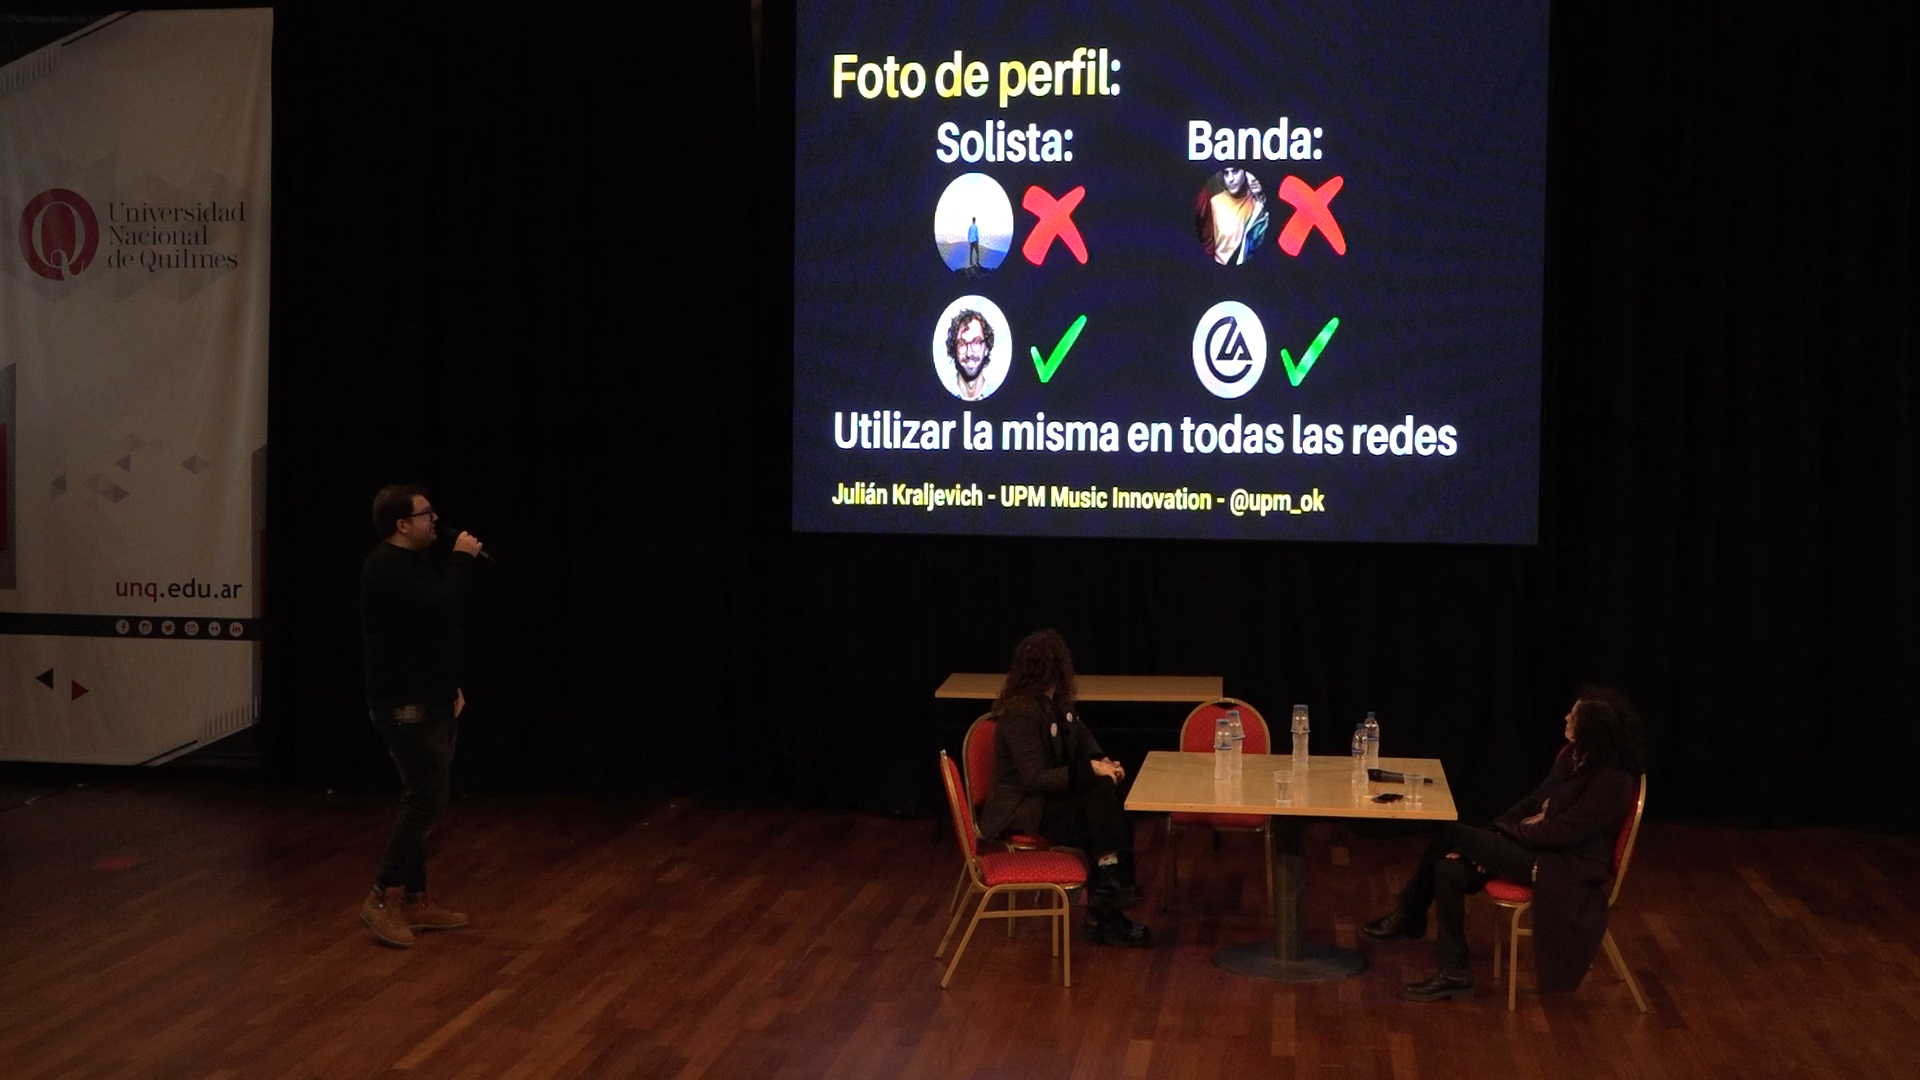 Universidad
Nacional
de Quilmes
unq.edu.ar
Foto de perfil:
Solista:
Banda:
Utilizar la misma en todas las redes
Julián Kraljevich - UPM Music Innovation - @upm_ok